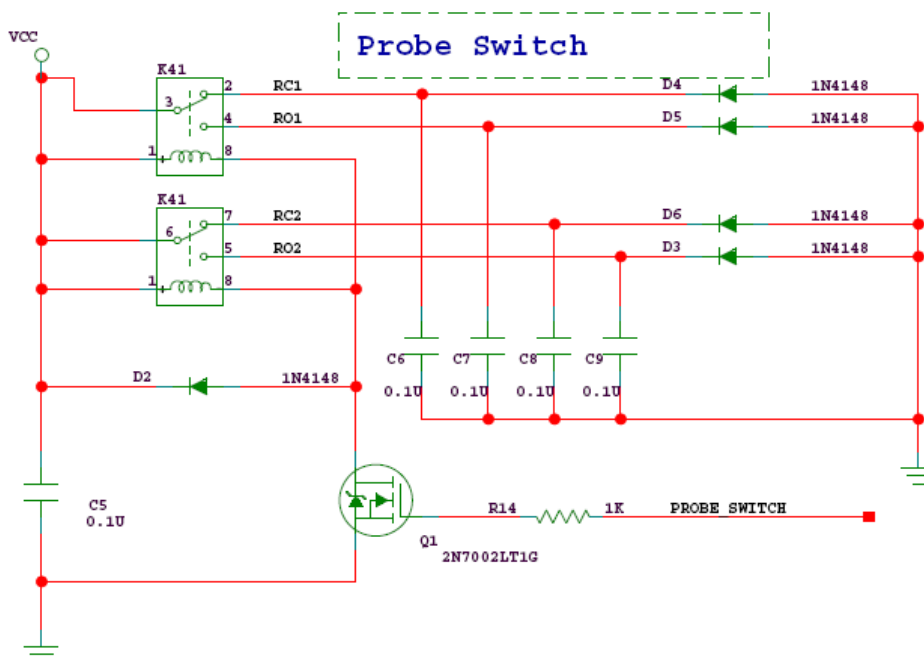 Probe Switch
VCC
K41
2
RC1
D4
1N4148
3
4
RO1
D5
1N4148
1
8
K41
7
RC2
D6
1N4148
6
5
RO2
D3
1N4148
1
8
C6
C7
C8
C9
D2
1N4148
0.1U
0.1U
0.1U
0.1U
C5
0.1U
R14
1K
PROBE SWITCH
Q1
2N7002LT1G